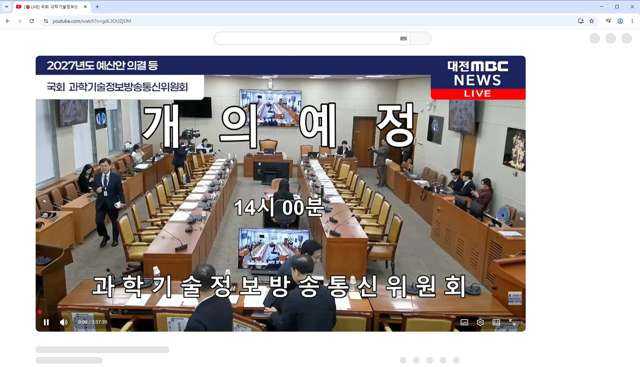 youtube.com/watch?v=
2027년도 예산안 의결 등
국회 과학기술정보방송통신위원회
대전MBC
NEWS
LIVE
개의예정
14시 00분
과학기술정보방송통신위원회